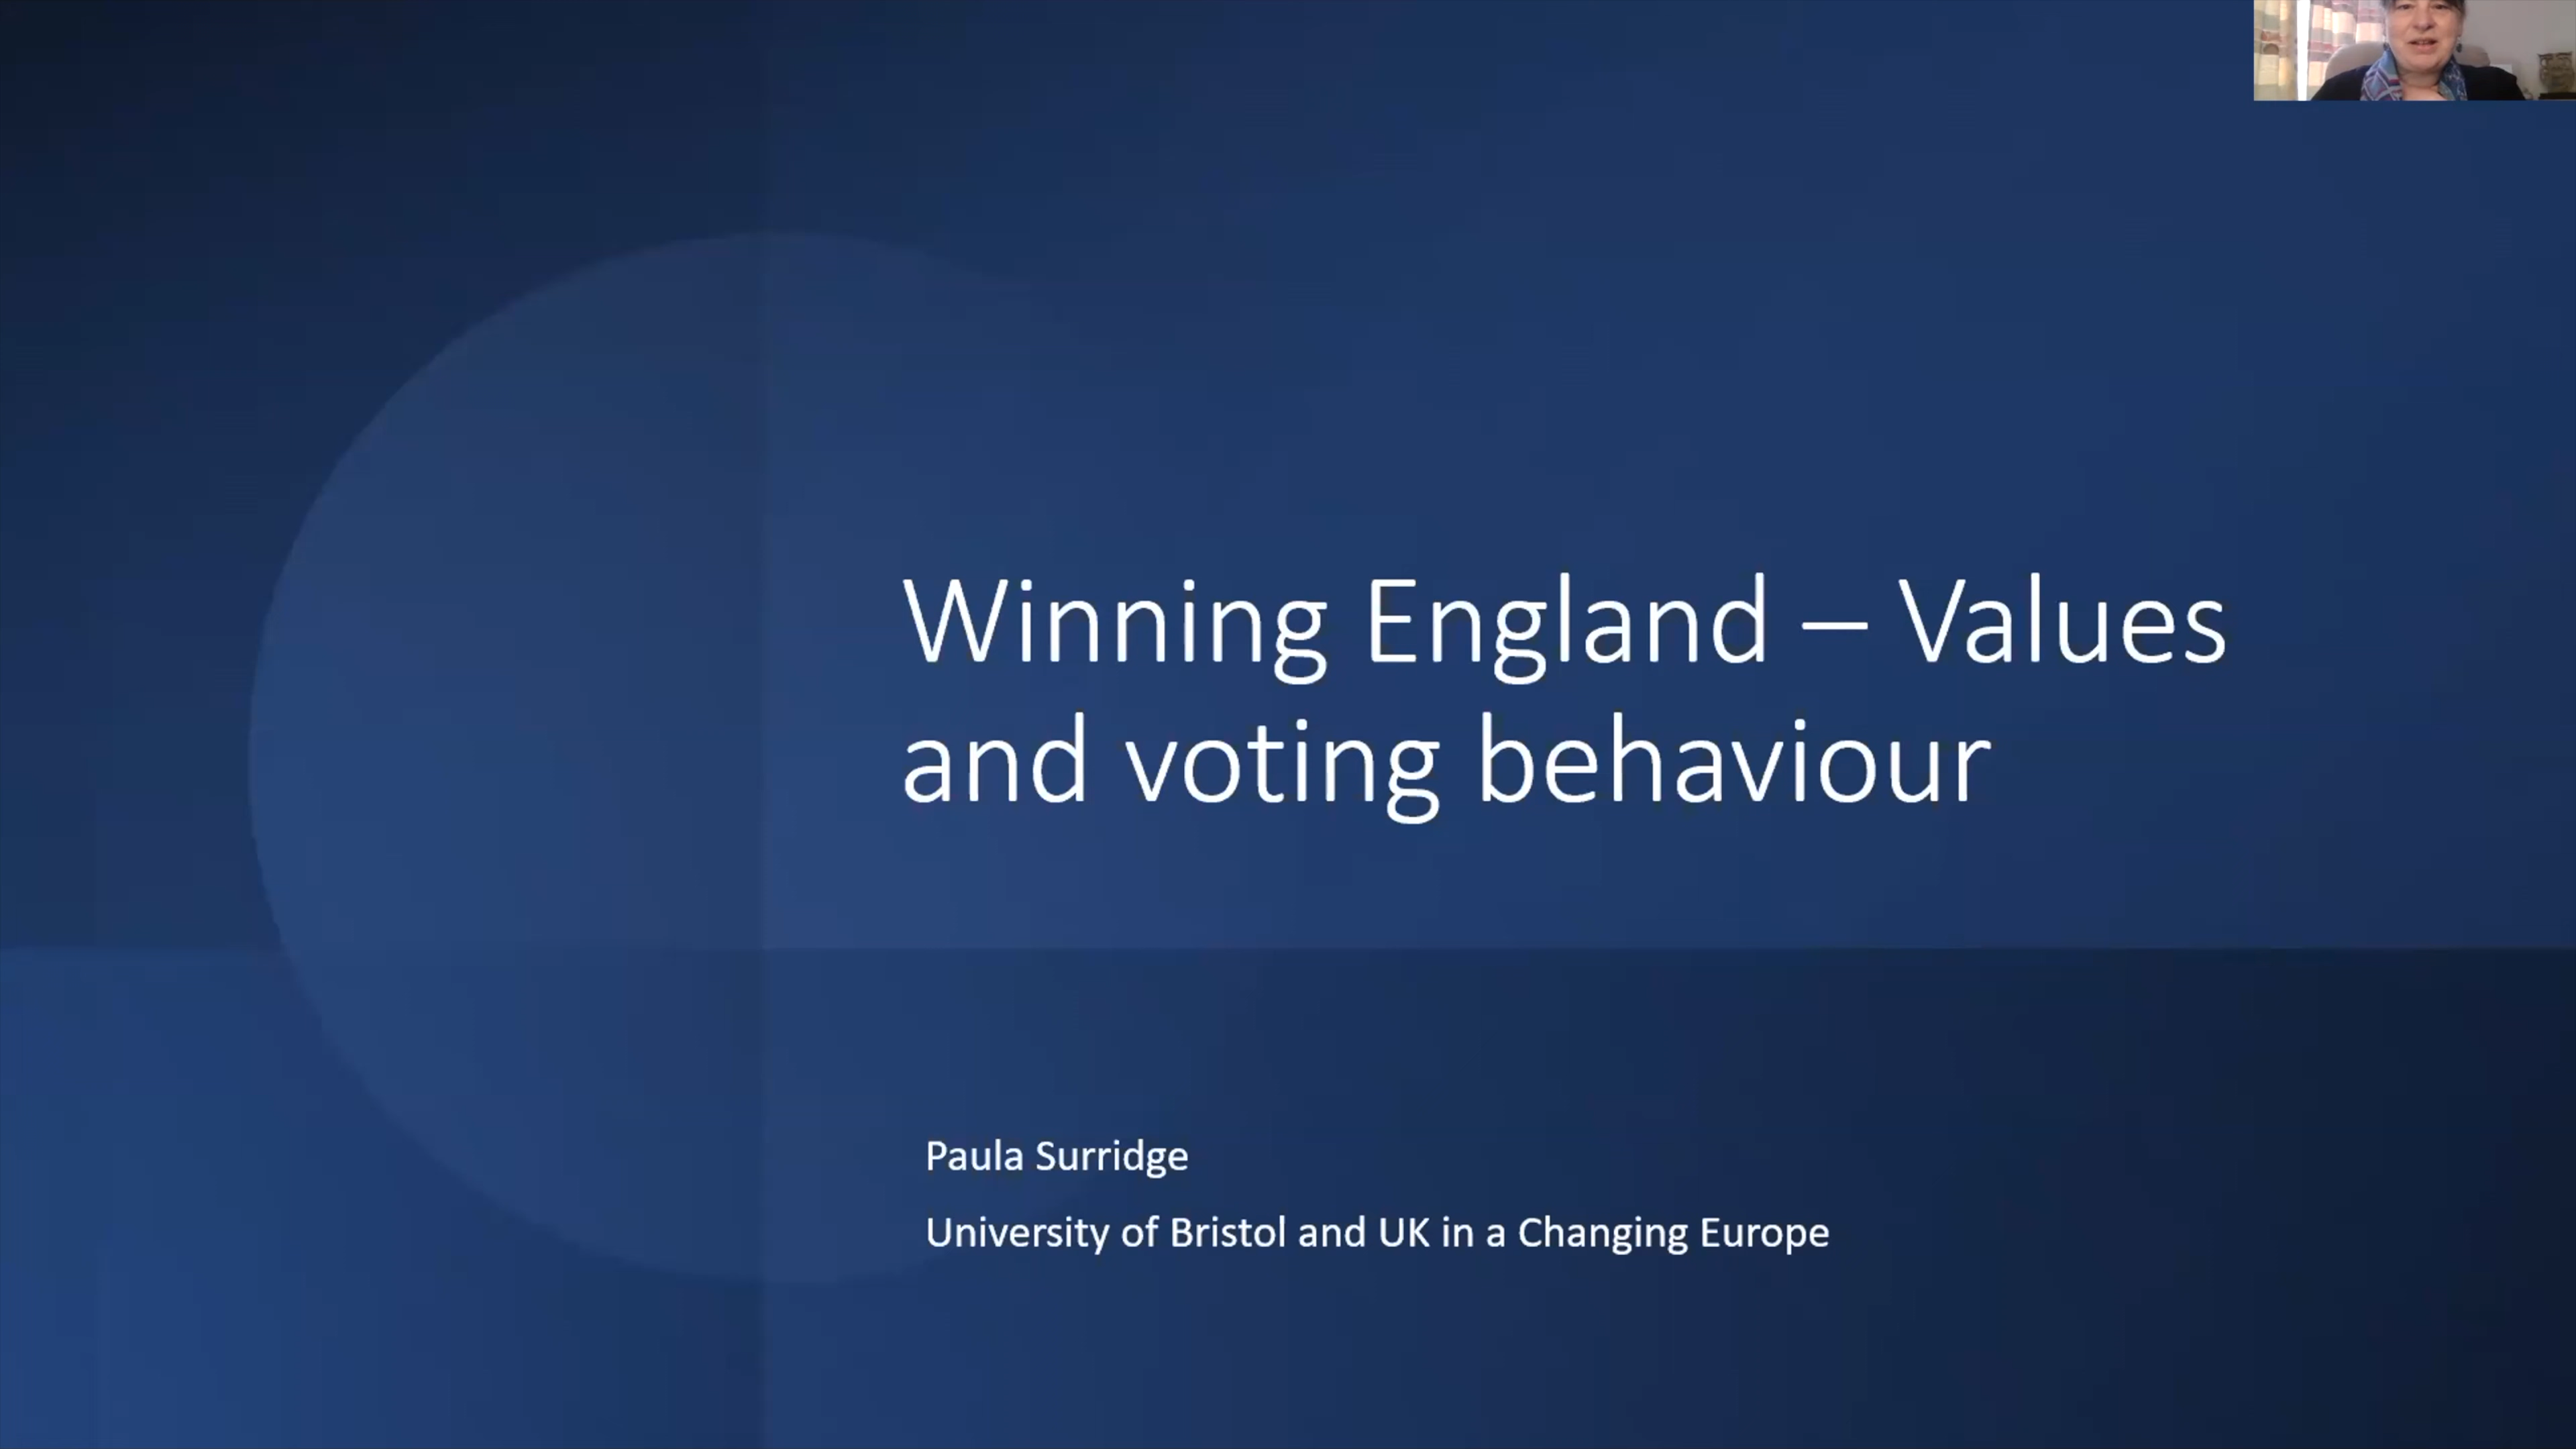 Winning England – Values
and voting behaviour
Paula Surridge
University of Bristol and UK in a Changing Europe